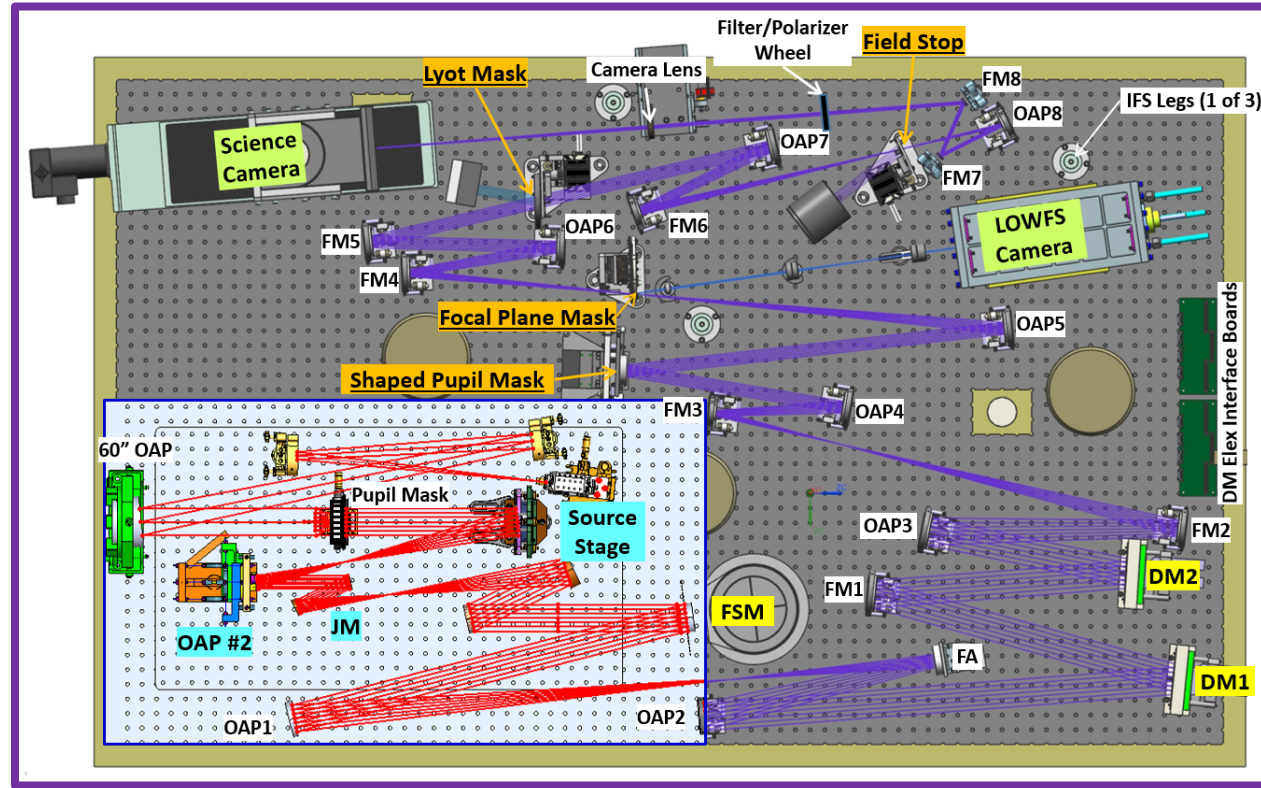 Filter/Polarizer
Wheel
Field Stop
Lyot Mask
Camera Lens
FM8
OAP8
IFS Legs (1 of 3)
Science
Camera
OAP7
FM7
FM6
FM5
OAP6
LOWFS
Camera
FM4
Focal Plane Mask
OAP5
Shaped Pupil Mask
FM3
OAP4
DM Elex Interface Boards
60” OAP
Pupil Mask
Source
Stage
OAP3
FM2
DM2
FM1
FSM
JM
OAP #2
FA
DM1
OAP1
OAP2